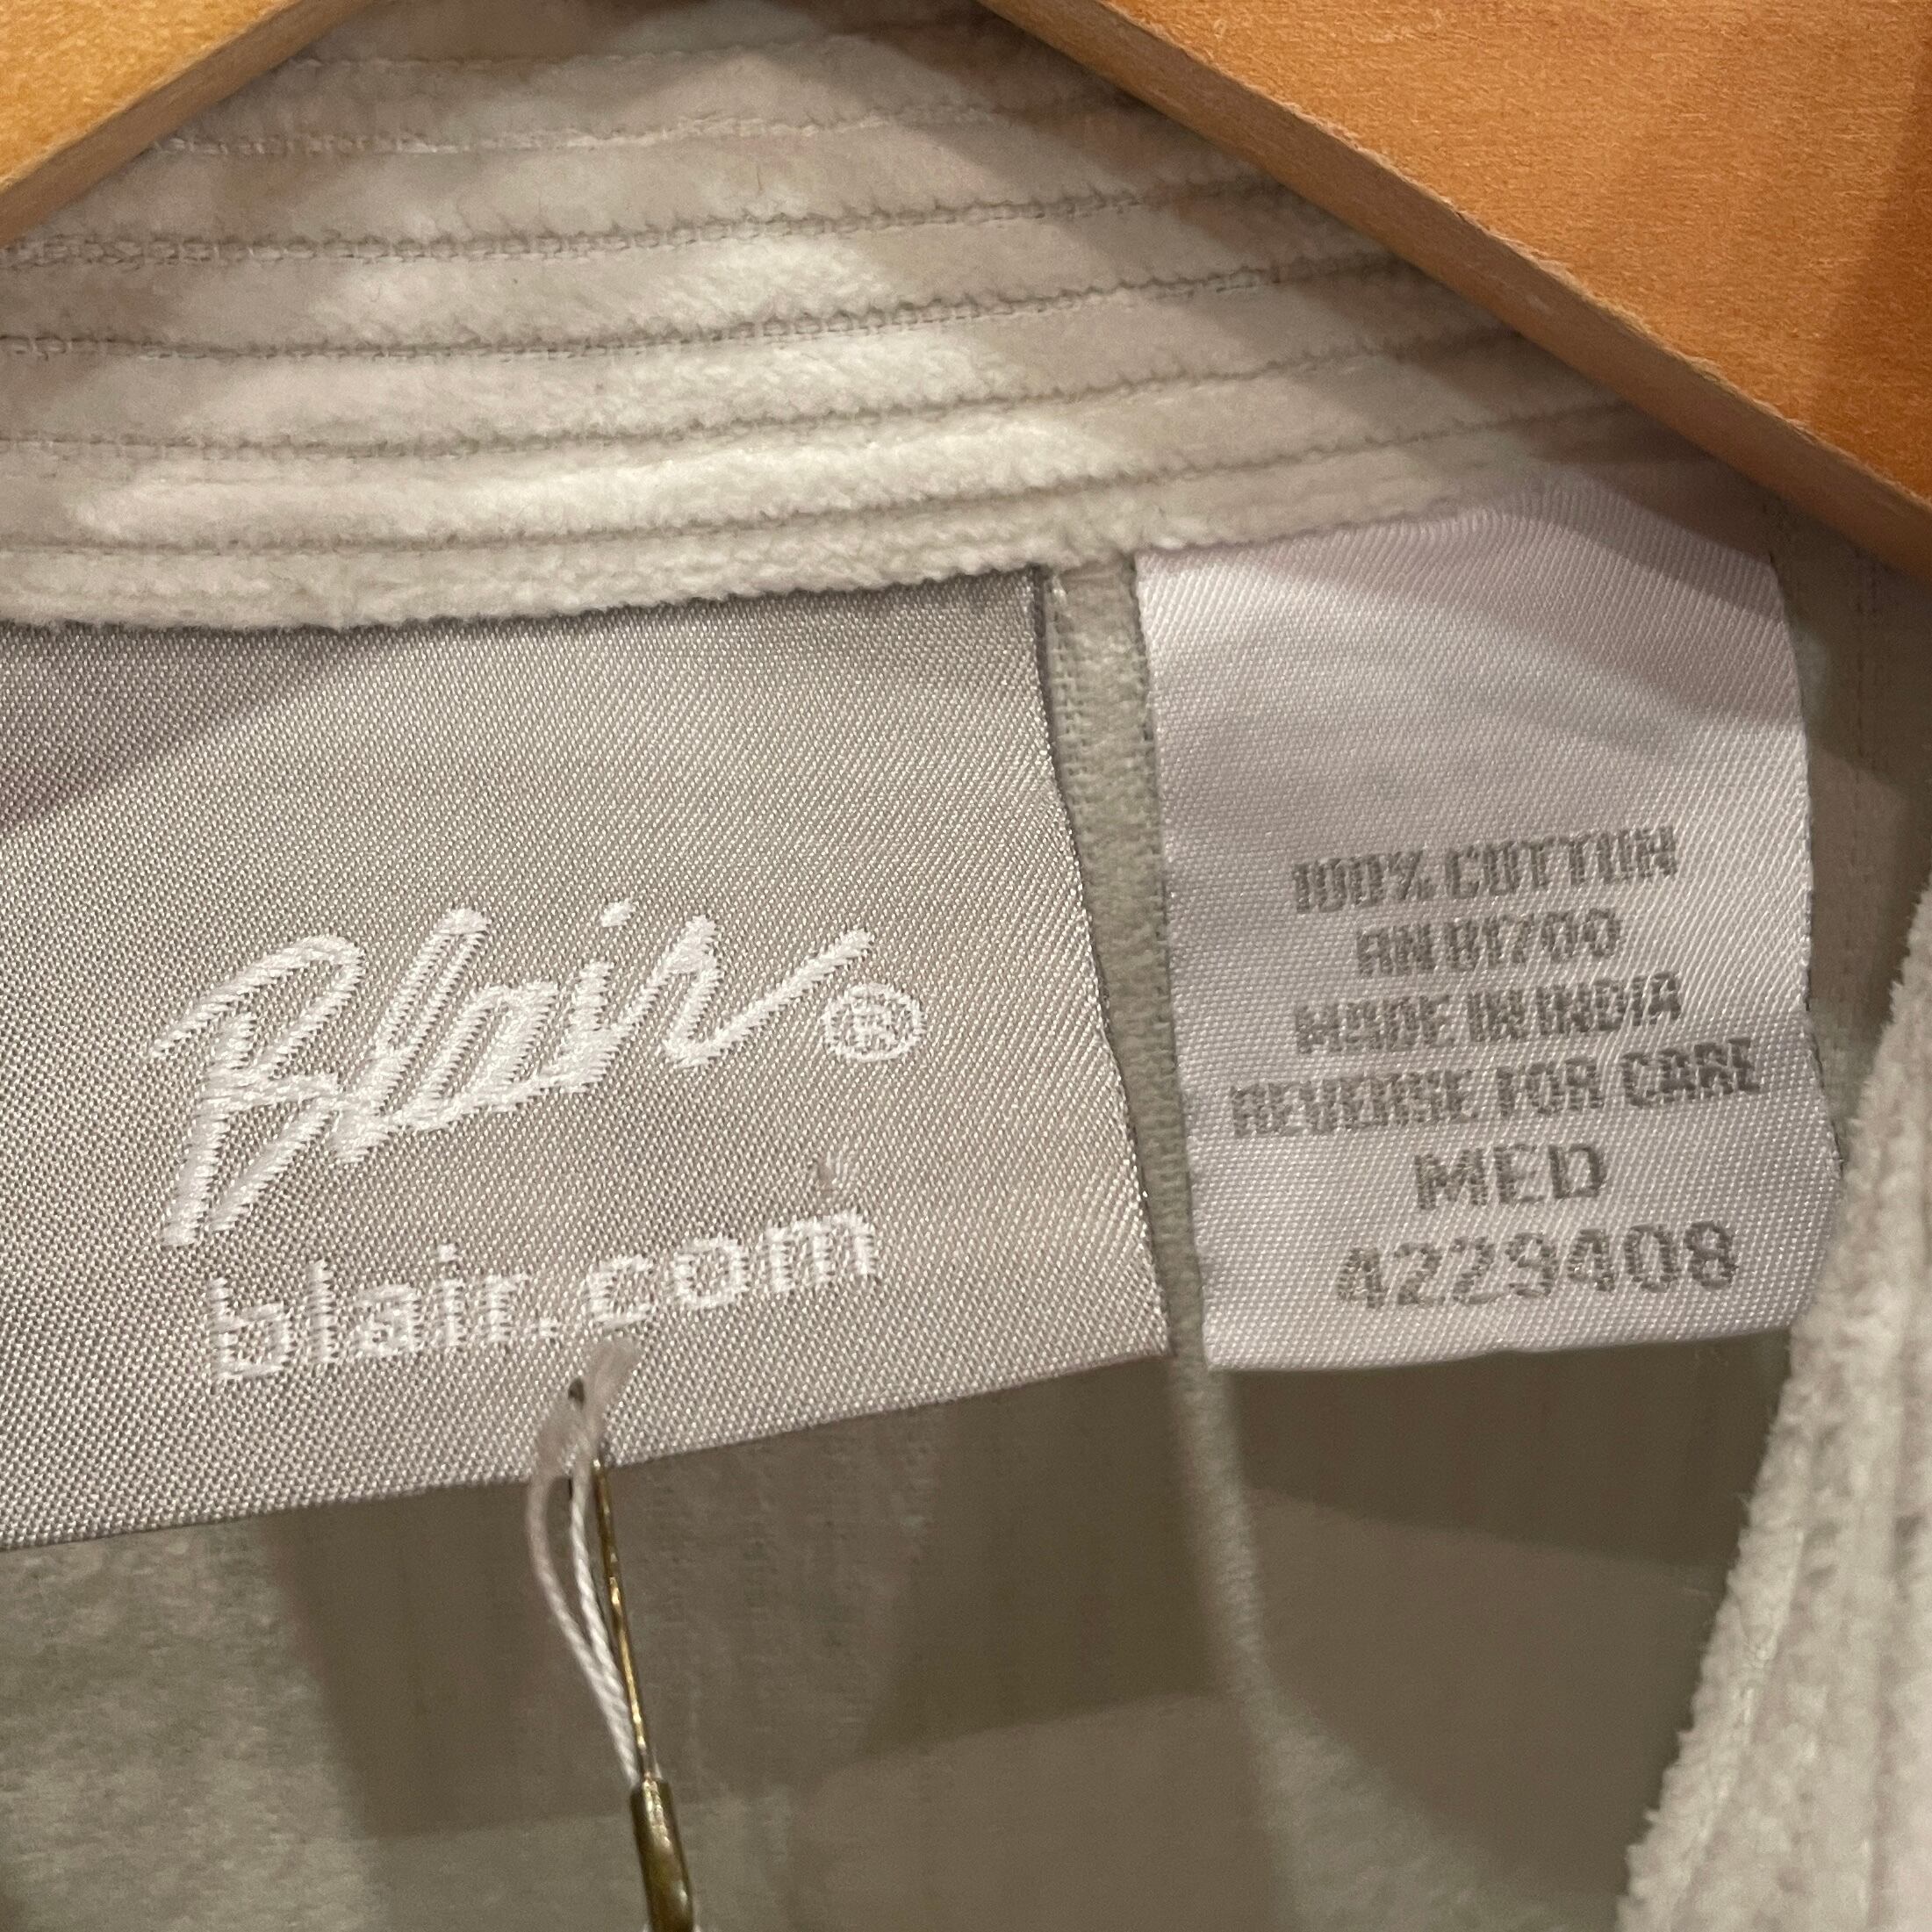 Blair®
blair.com
100% COTTON
RN 81700
MADE IN INDIA
REVERSE FOR CARE
MED
4229408